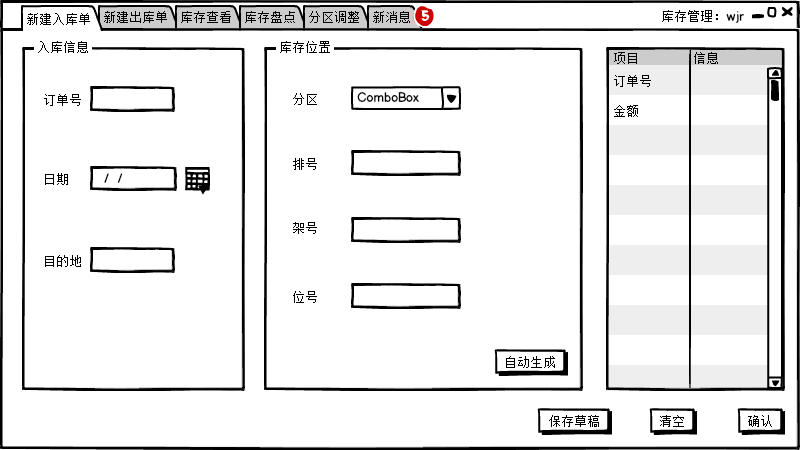 新建入库单 新建出库单 库存查看 库存盘点 分区调整 新消息 5 库存管理：wjr
入库信息
订单号
日期 / /
目的地
库存位置
分区 ComboBox
排号
架号
位号
自动生成
项目 信息
订单号
金额
保存草稿 清空 确认